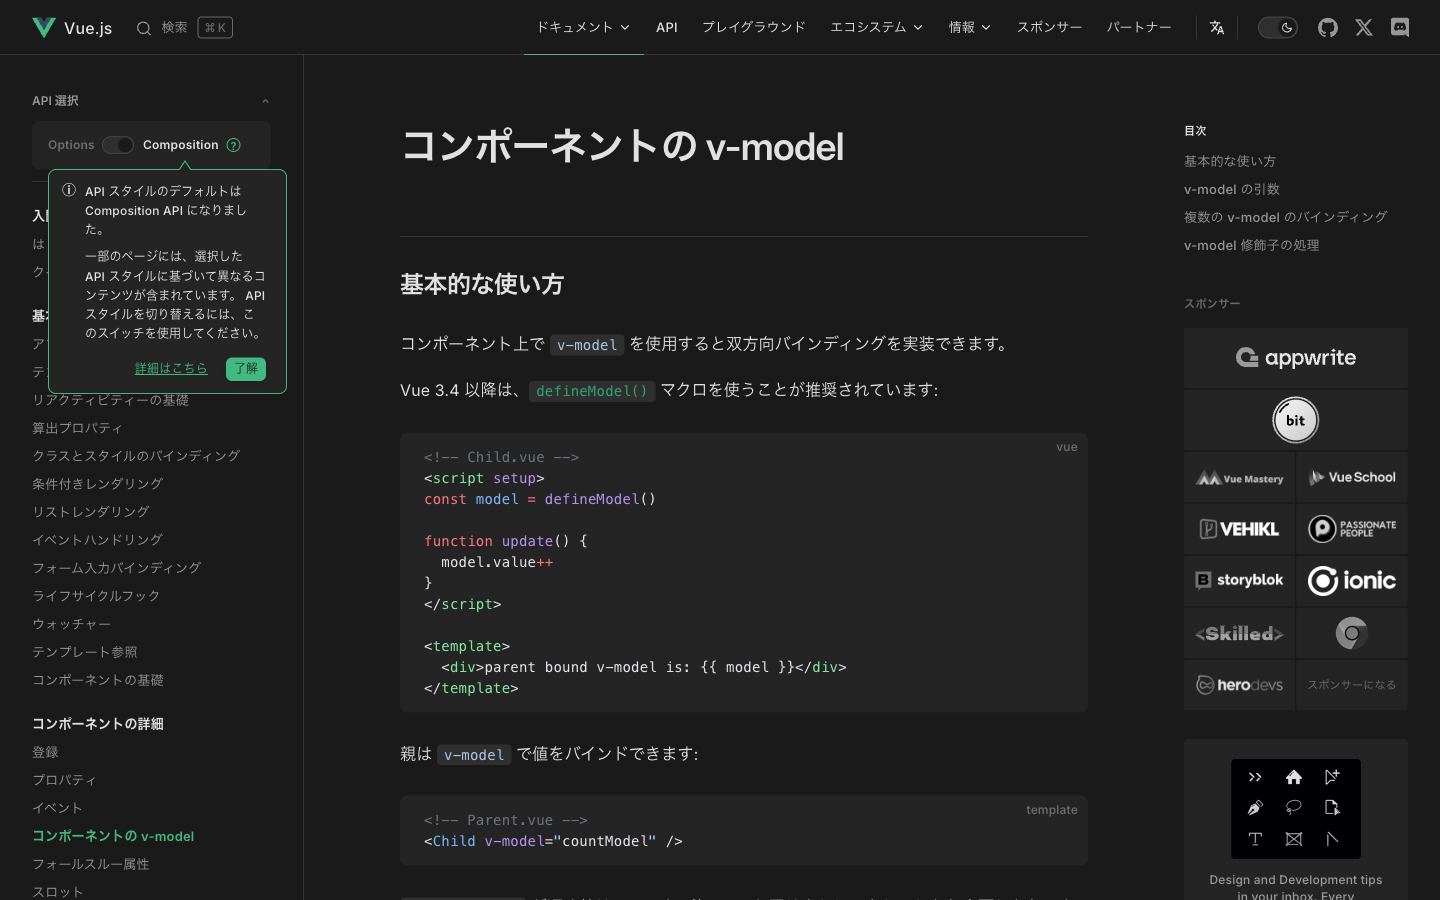 Vue.js
検索
⌘ K
ドキュメント
API
プレイグラウンド
エコシステム
情報
スポンサー
パートナー
API 選択
Options
Composition
?
API スタイルのデフォルトは
Composition API になりまし
た。
一部のページには、選択した
API スタイルに基づいて異なるコ
ンテンツが含まれています。 API
スタイルを切り替えるには、こ
のスイッチを使用してください。
詳細はこちら
了解
リアクティビティーの基礎
算出プロパティ
クラスとスタイルのバインディング
条件付きレンダリング
リストレンダリング
イベントハンドリング
フォーム入力バインディング
ライフサイクルフック
ウォッチャー
テンプレート参照
コンポーネントの基礎
コンポーネントの詳細
登録
プロパティ
イベント
コンポーネントの v-model
フォールスルー属性
スロット
コンポーネントの v-model
基本的な使い方
コンポーネント上で v-model を使用すると双方向バインディングを実装できます。
Vue 3.4 以降は、defineModel() マクロを使うことが推奨されています:
vue
<!-- Child.vue -->
<script setup>
const model = defineModel()
function update() {
  model.value++
}
</script>
<template>
  <div>parent bound v-model is: {{ model }}</div>
</template>
親は v-model で値をバインドできます:
template
<!-- Parent.vue -->
<Child v-model="countModel" />
目次
基本的な使い方
v-model の引数
複数の v-model のバインディング
v-model 修飾子の処理
スポンサー
appwrite
bit
Vue Mastery
Vue School
VEHIKL
PASSIONATE
PEOPLE
storyblok
ionic
<Skilled>
herodevs
スポンサーになる
Design and Development tips
in your inbox. Every